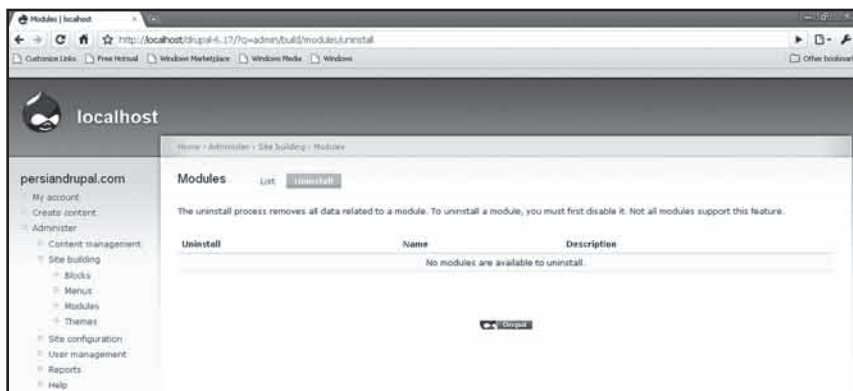 Modules | localhost
http://localhost/drupal-6.17/?q=admin/build/modules/uninstall
Customize Links Free Hotmail Windows Marketplace Windows Media Windows
Other bookmar
localhost
Home › Administer › Site building › Modules
persiandrupal.com
My account
Create content
Administer
Content management
Site building
Blocks
Menus
Modules
Themes
Site configuration
User management
Reports
Help
Modules List Uninstall
The uninstall process removes all data related to a module. To uninstall a module, you must first disable it. Not all modules support this feature.
Uninstall Name Description
No modules are available to uninstall.
Drupal